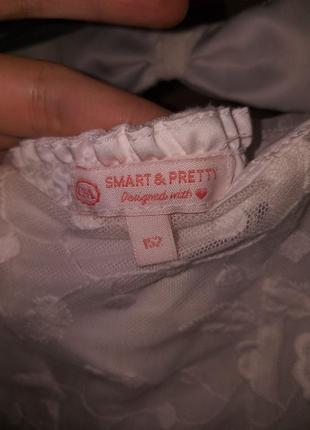 SMART & PRETTY
Designed with
152